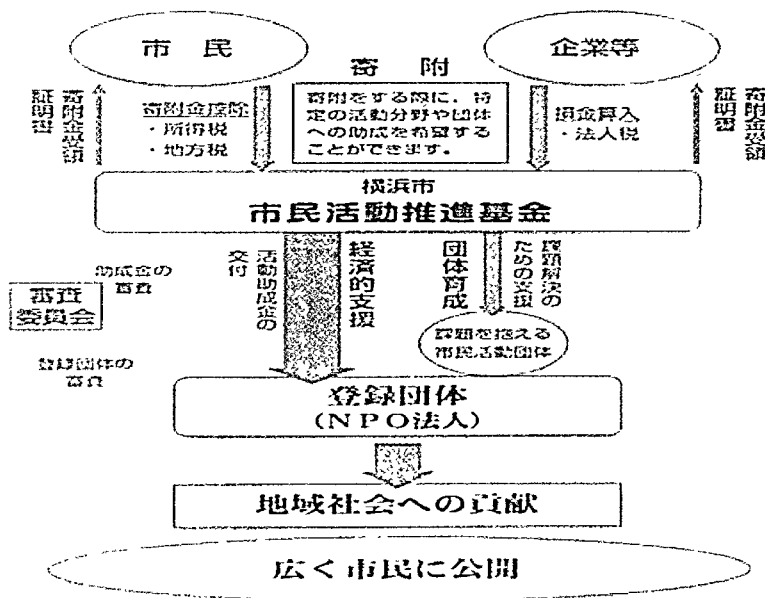 市　民
寄　附
企業等
寄附金受領
証明書
寄附金控除
・所得税
・地方税
寄附をする際に、特
定の活動分野や団体
への助成を希望する
ことができます。
損金算入
・法人税
寄附金受領
証明書
横浜市
市民活動推進基金
助成金の
審査
審査
委員会
登録団体の
審査
活動助成金の
交付
経済的支援
団体育成
課題解決の
ための支援
課題を抱える
市民活動団体
登録団体
(NPO法人)
地域社会への貢献
広く市民に公開